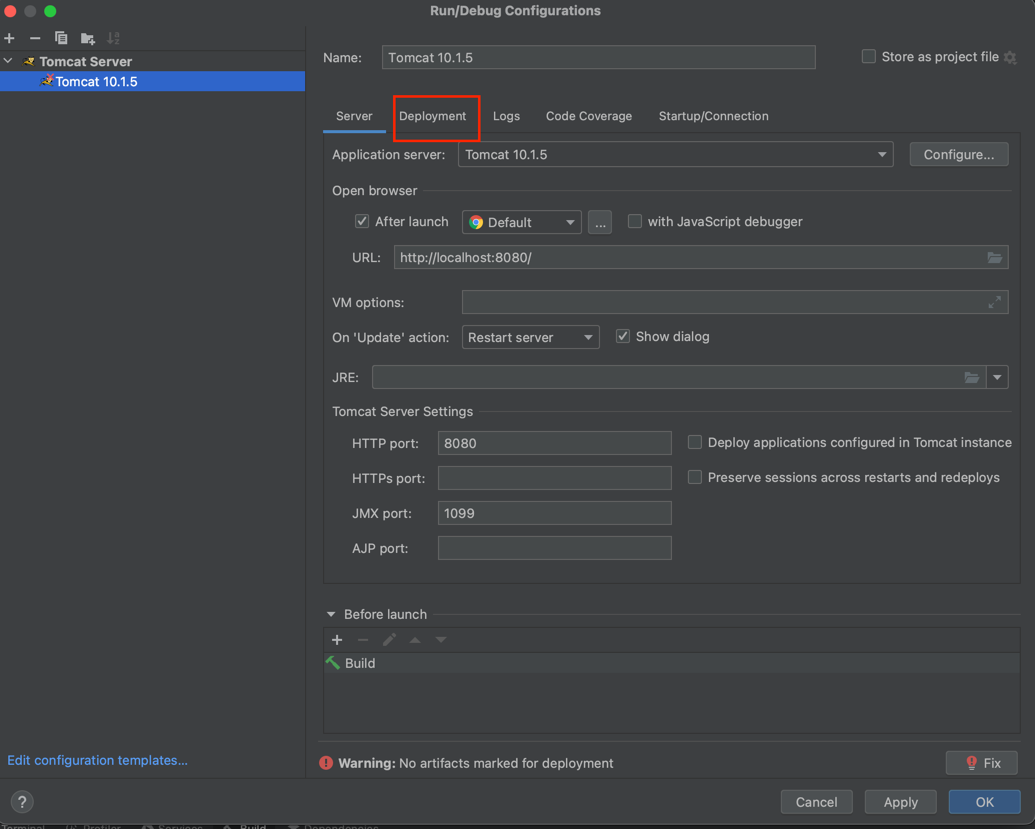 Run/Debug Configurations
Tomcat Server
Tomcat 10.1.5
Name: Tomcat 10.1.5 Store as project file
Server Deployment Logs Code Coverage Startup/Connection
Application server: Tomcat 10.1.5 Configure...
Open browser
After launch Default ... with JavaScript debugger
URL: http://localhost:8080/
VM options:
On 'Update' action: Restart server Show dialog
JRE:
Tomcat Server Settings
HTTP port: 8080 Deploy applications configured in Tomcat instance
HTTPs port: Preserve sessions across restarts and redeploys
JMX port: 1099
AJP port:
Before launch
Build
Edit configuration templates...
Warning: No artifacts marked for deployment Fix
? Cancel Apply OK
Terminal Profiler Services Build Dependencies